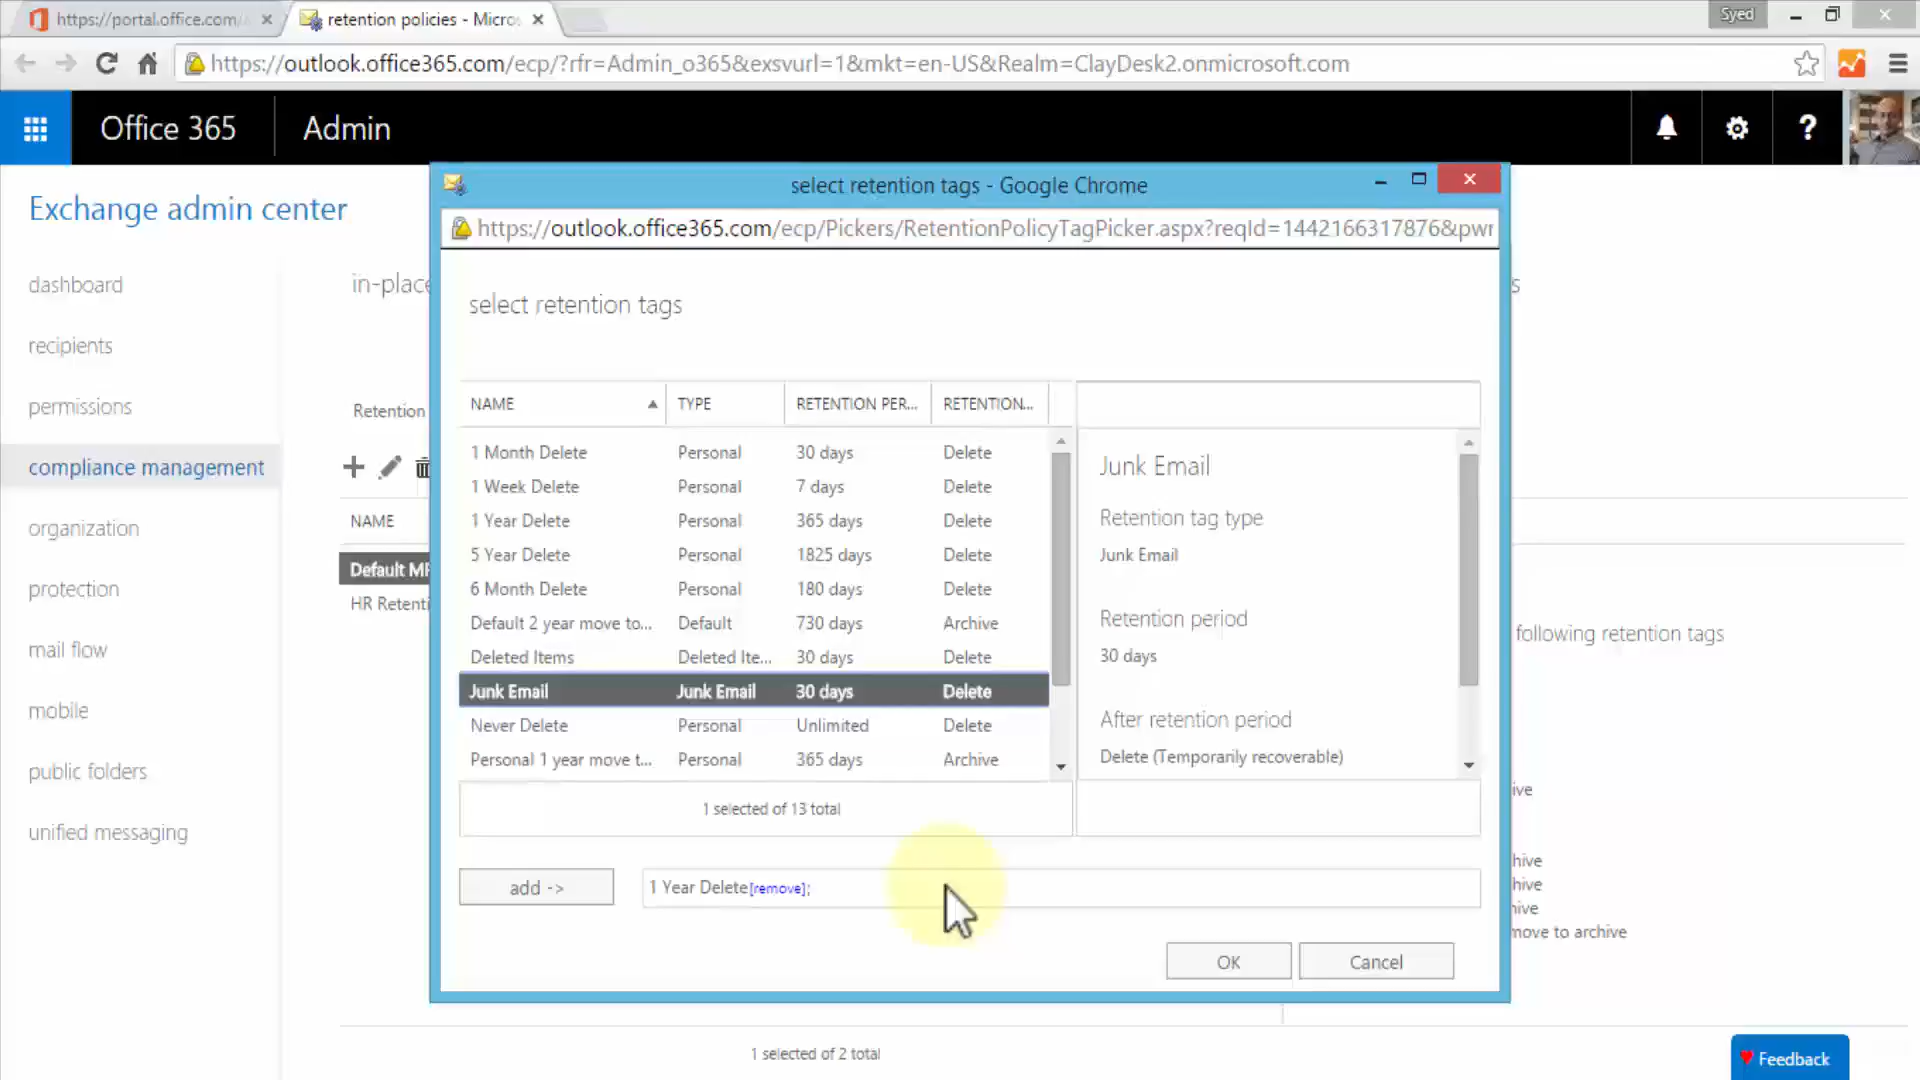 https://portal.office.com/
retention policies - Micro
Syed
https://outlook.office365.com/ecp/?rfr=Admin_o365&exsvurl=1&mkt=en-US&Realm=ClayDesk2.onmicrosoft.com
Office 365
Admin
?
Exchange admin center
dashboard
recipients
permissions
compliance management
organization
protection
mail flow
mobile
public folders
unified messaging
in-place
Retention
NAME
Default MR
HR Retenti
select retention tags - Google Chrome
https://outlook.office365.com/ecp/Pickers/RetentionPolicyTagPicker.aspx?reqId=1442166317876&pwr
select retention tags
NAME TYPE RETENTION PER... RETENTION...
1 Month Delete Personal 30 days Delete
1 Week Delete Personal 7 days Delete
1 Year Delete Personal 365 days Delete
5 Year Delete Personal 1825 days Delete
6 Month Delete Personal 180 days Delete
Default 2 year move to... Default 730 days Archive
Deleted Items Deleted Ite... 30 days Delete
Junk Email Junk Email 30 days Delete
Never Delete Personal Unlimited Delete
Personal 1 year move t... Personal 365 days Archive
1 selected of 13 total
Junk Email
Retention tag type
Junk Email
Retention period
30 days
After retention period
Delete (Temporarily recoverable)
add ->
1 Year Delete[remove];
OK
Cancel
s
following retention tags
ive
hive
hive
hive
move to archive
1 selected of 2 total
Feedback